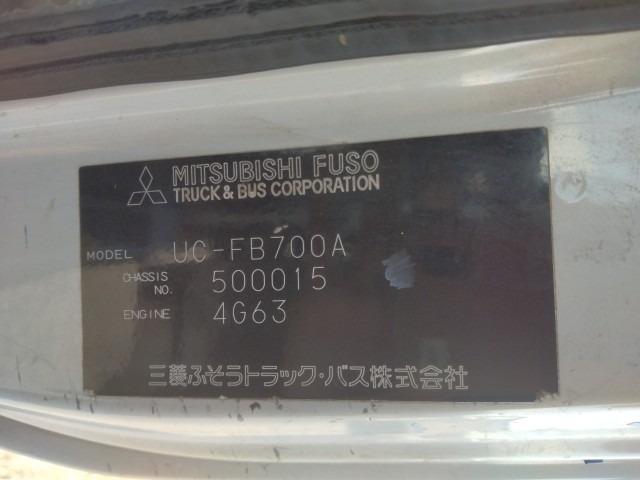 MITSUBISHI FUSO
TRUCK & BUS CORPORATION
MODEL UC-FB700A
CHASSIS NO. 500015
ENGINE 4G63
三菱ふそうトラック・バス株式会社